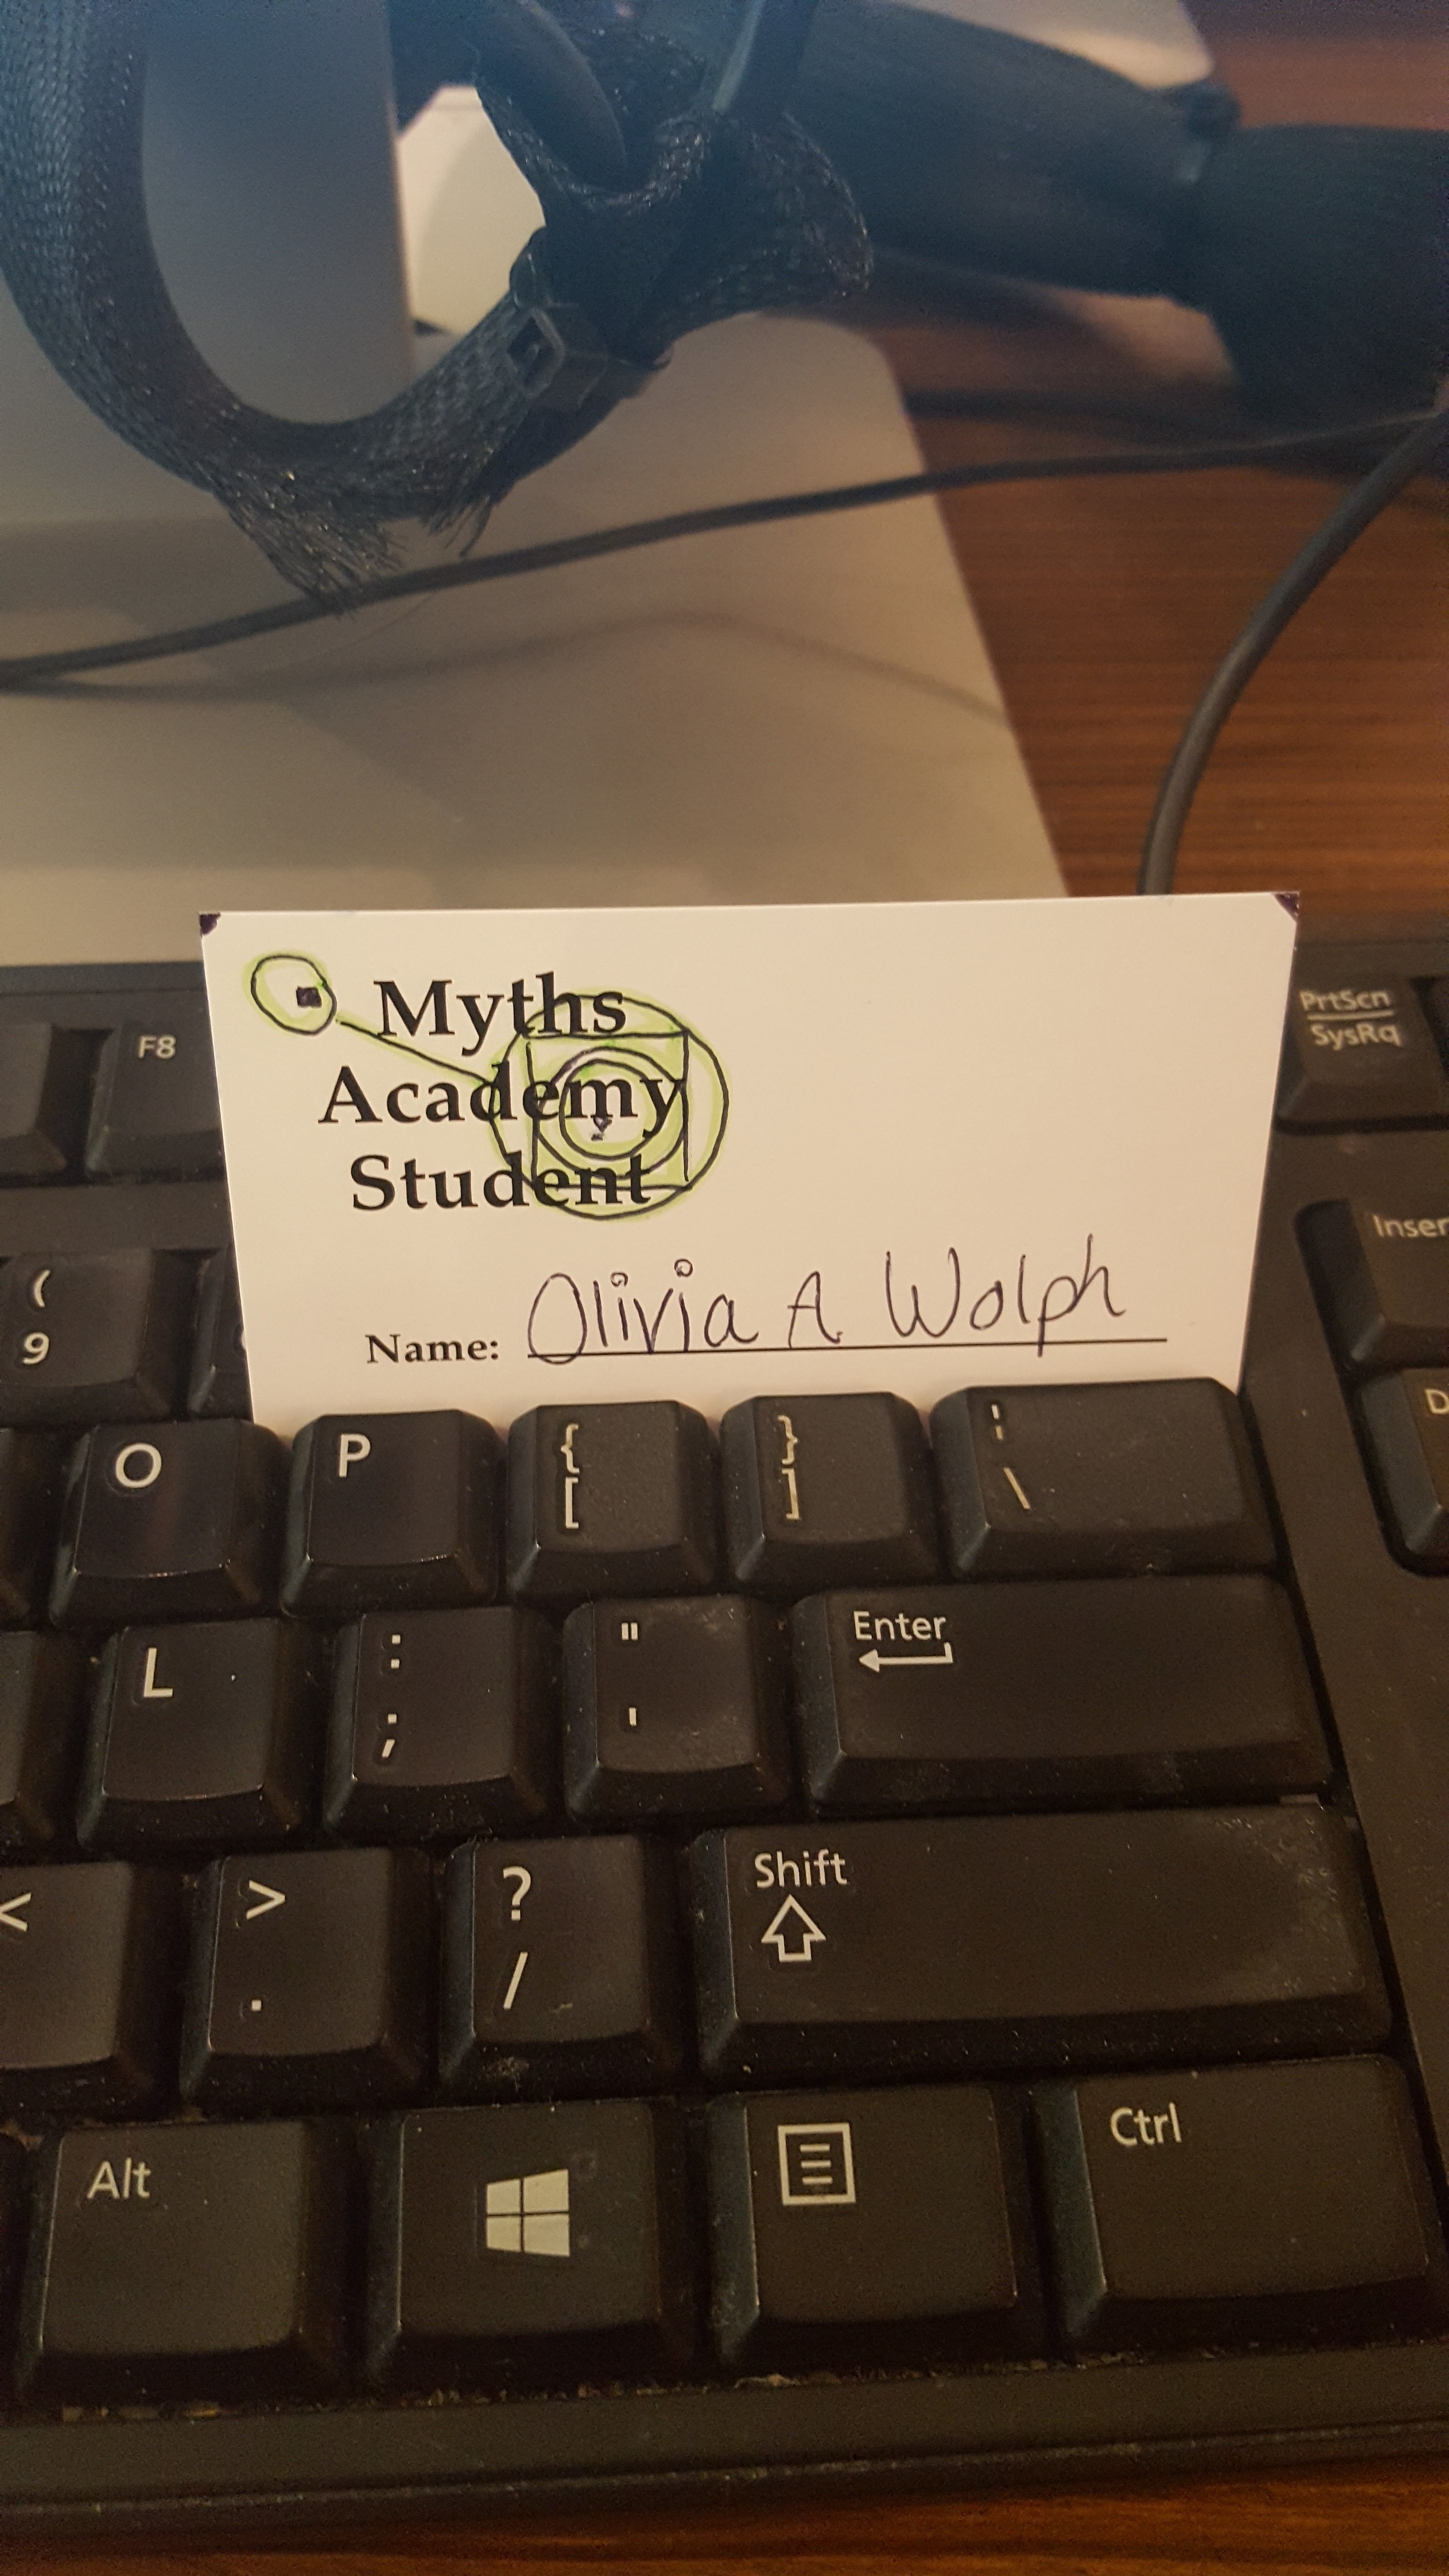 Myths
Academy
Student
Name: Olivia A. Wolph
PrtScn
SysRq
F8
Inser
(
9
D
O
P
{
[
}
]
¦
\
L
:
;
"
'
Enter
<
>
.
?
/
Shift
Alt
Ctrl